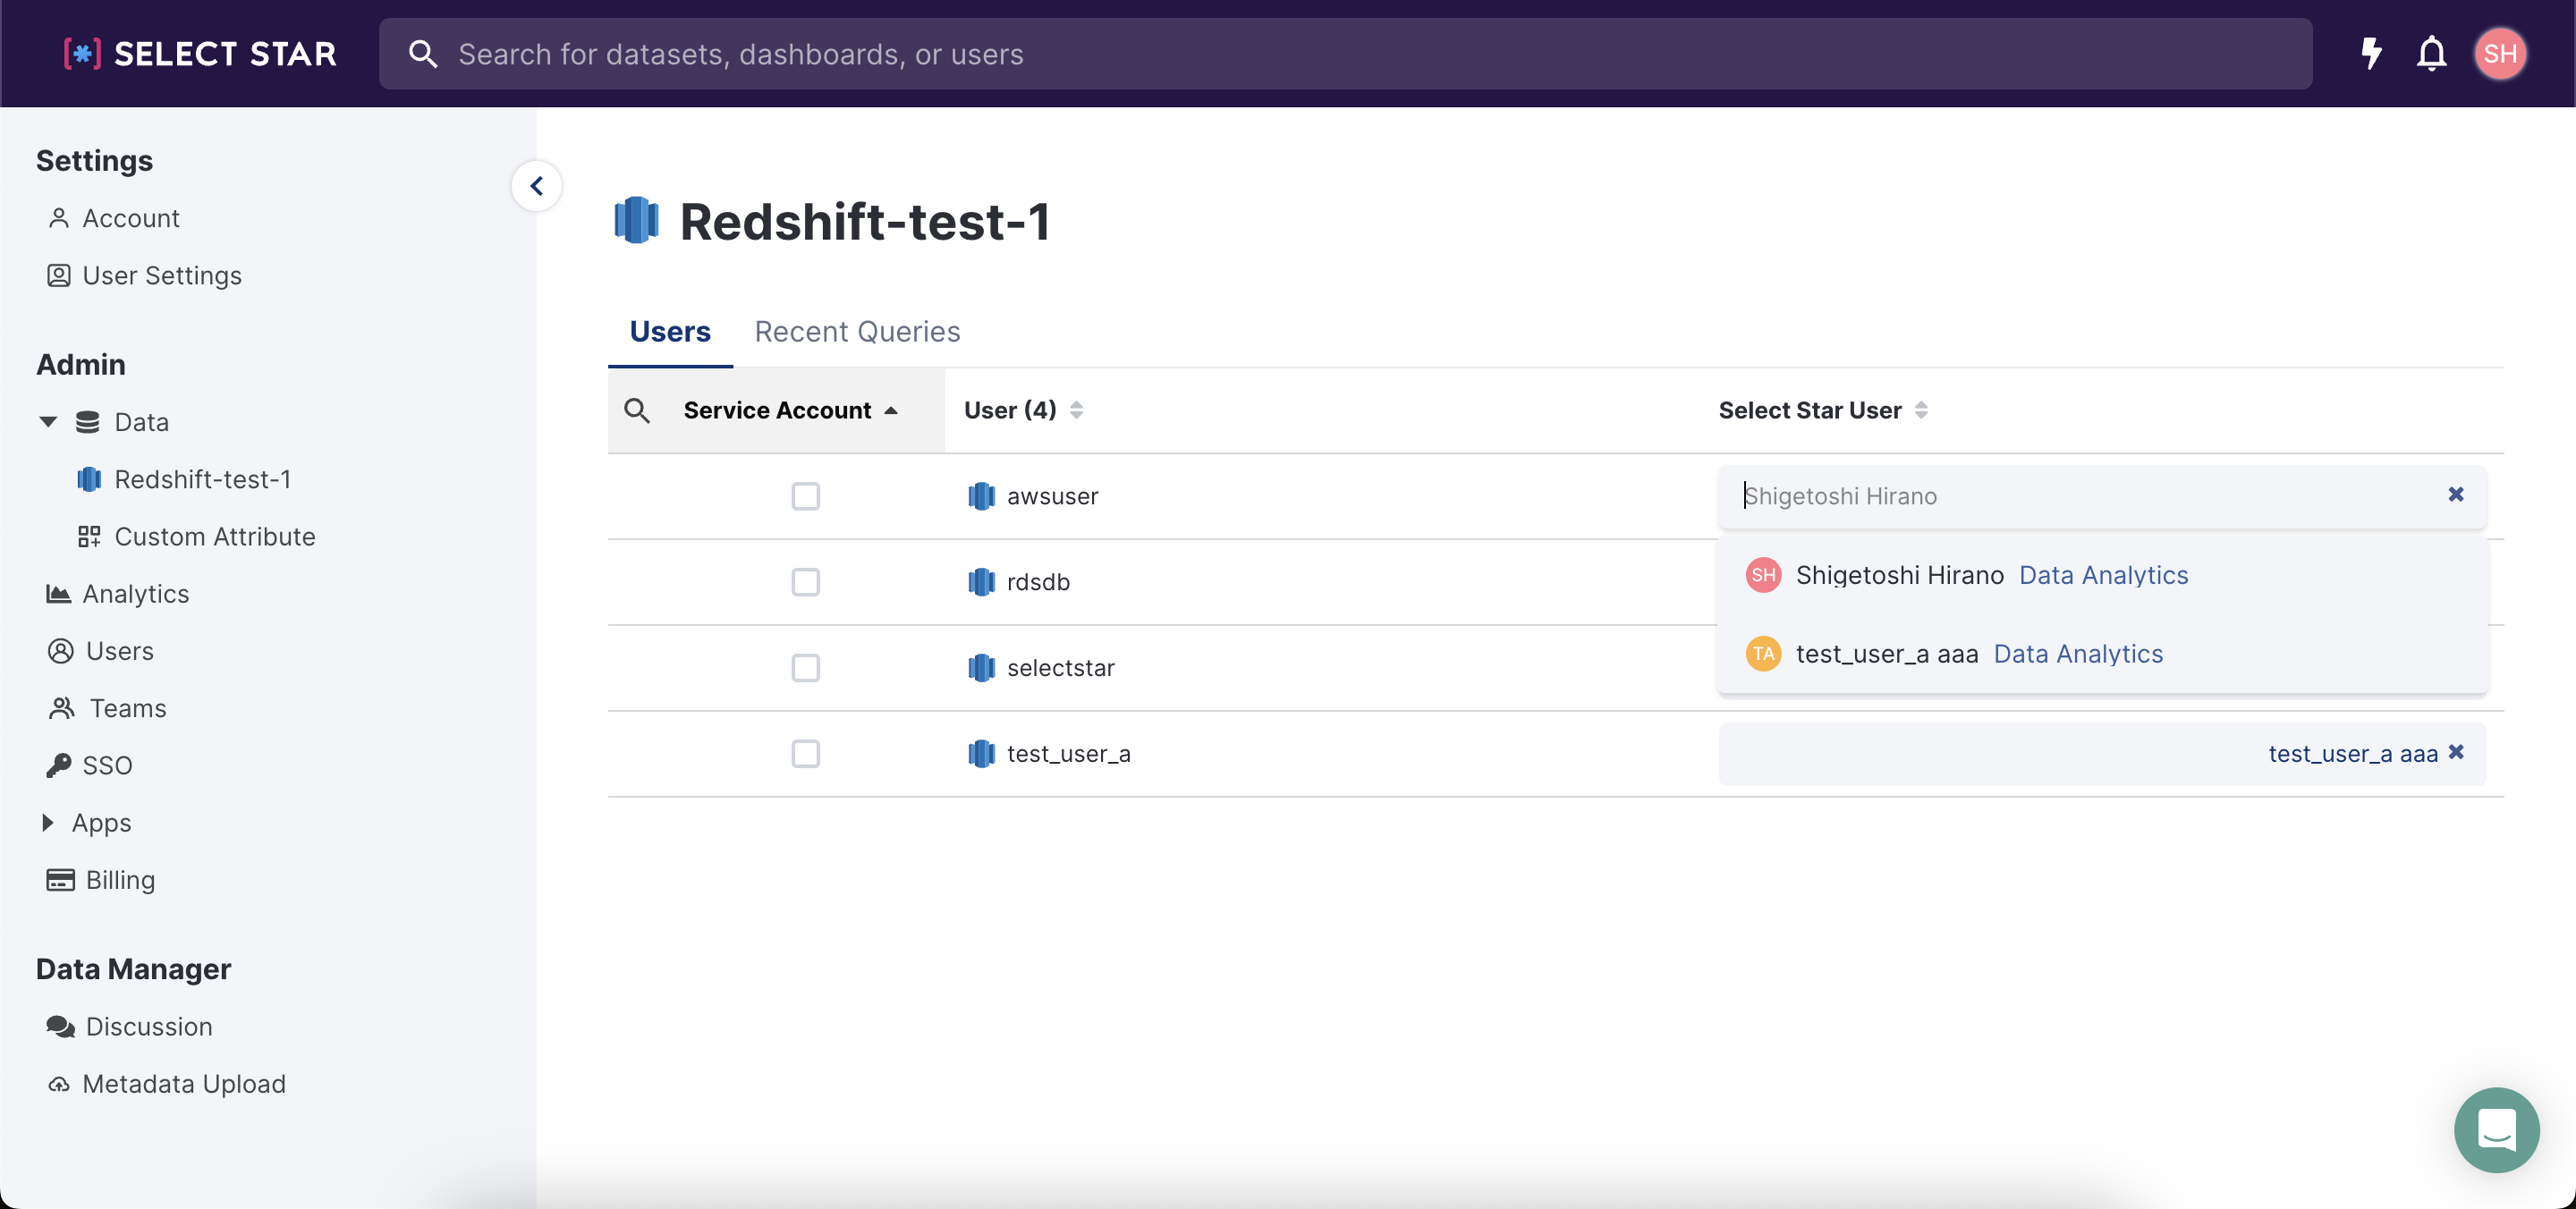 [*] SELECT STAR
Search for datasets, dashboards, or users
SH
Settings
Account
User Settings
Admin
Data
Redshift-test-1
Custom Attribute
Analytics
Users
Teams
SSO
Apps
Billing
Data Manager
Discussion
Metadata Upload
Redshift-test-1
Users Recent Queries
Service Account User (4) Select Star User
awsuser Shigetoshi Hirano
SH Shigetoshi Hirano Data Analytics
rdsdb
TA test_user_a aaa Data Analytics
selectstar
test_user_a test_user_a aaa